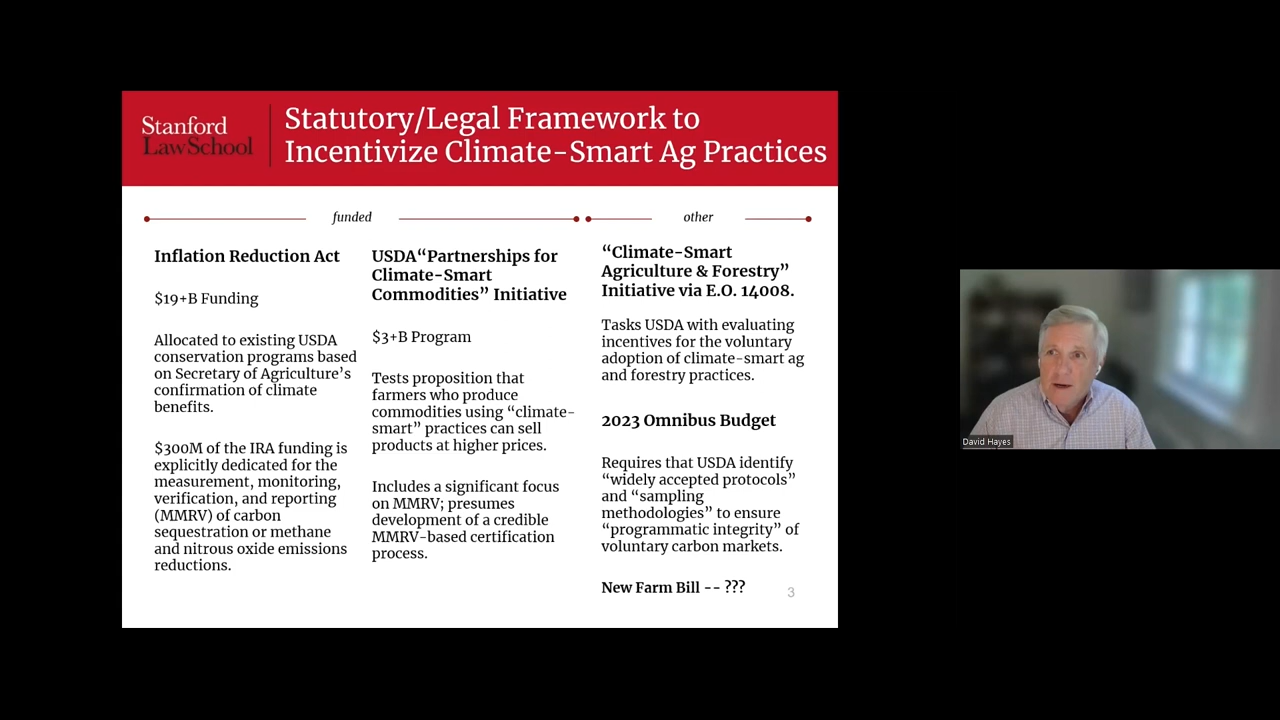 Stanford
Law School
Statutory/Legal Framework to
Incentivize Climate-Smart Ag Practices
funded
other
Inflation Reduction Act
$19+B Funding
Allocated to existing USDA
conservation programs based
on Secretary of Agriculture’s
confirmation of climate
benefits.
$300M of the IRA funding is
explicitly dedicated for the
measurement, monitoring,
verification, and reporting
(MMRV) of carbon
sequestration or methane
and nitrous oxide emissions
reductions.
USDA“Partnerships for
Climate-Smart
Commodities” Initiative
$3+B Program
Tests proposition that
farmers who produce
commodities using “climate-
smart” practices can sell
products at higher prices.
Includes a significant focus
on MMRV; presumes
development of a credible
MMRV-based certification
process.
“Climate-Smart
Agriculture & Forestry”
Initiative via E.O. 14008.
Tasks USDA with evaluating
incentives for the voluntary
adoption of climate-smart ag
and forestry practices.
2023 Omnibus Budget
Requires that USDA identify
“widely accepted protocols”
and “sampling
methodologies” to ensure
“programmatic integrity” of
voluntary carbon markets.
New Farm Bill -- ???
3
David Hayes